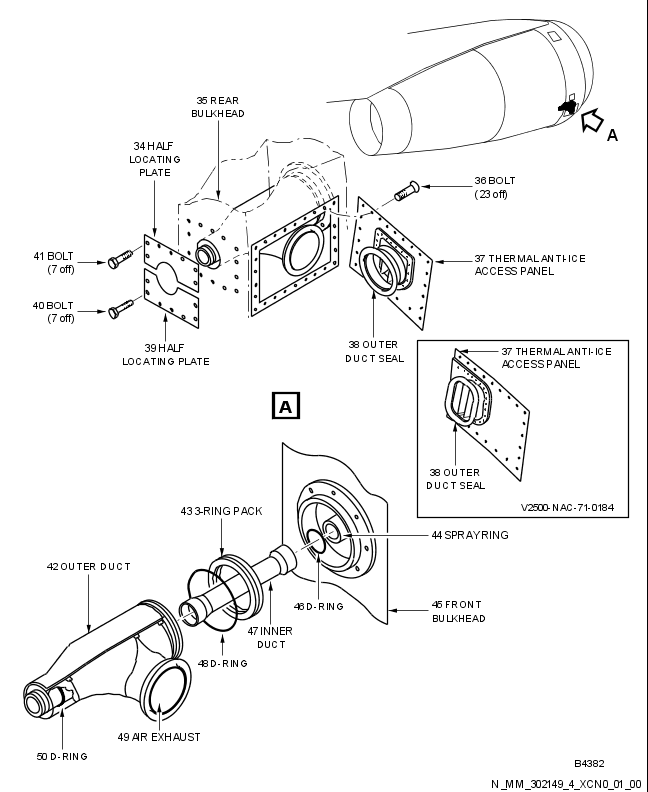 35 REAR
BULKHEAD
34 HALF
LOCATING
PLATE
A
36 BOLT
(23 off)
41 BOLT
(7 off)
37 THERMAL ANTI-ICE
ACCESS PANEL
40 BOLT
(7 off)
39 HALF
LOCATING PLATE
38 OUTER
DUCT SEAL
37 THERMAL ANTI-ICE
ACCESS PANEL
A
38 OUTER
DUCT SEAL
V2500-NAC-71-0184
43 3-RING PACK
44 SPRAY RING
42 OUTER DUCT
46 D-RING
45 FRONT
BULKHEAD
47 INNER
DUCT
48 D-RING
49 AIR EXHAUST
50 D-RING
B4382
N_MM_302149_4_XCN0_01_00